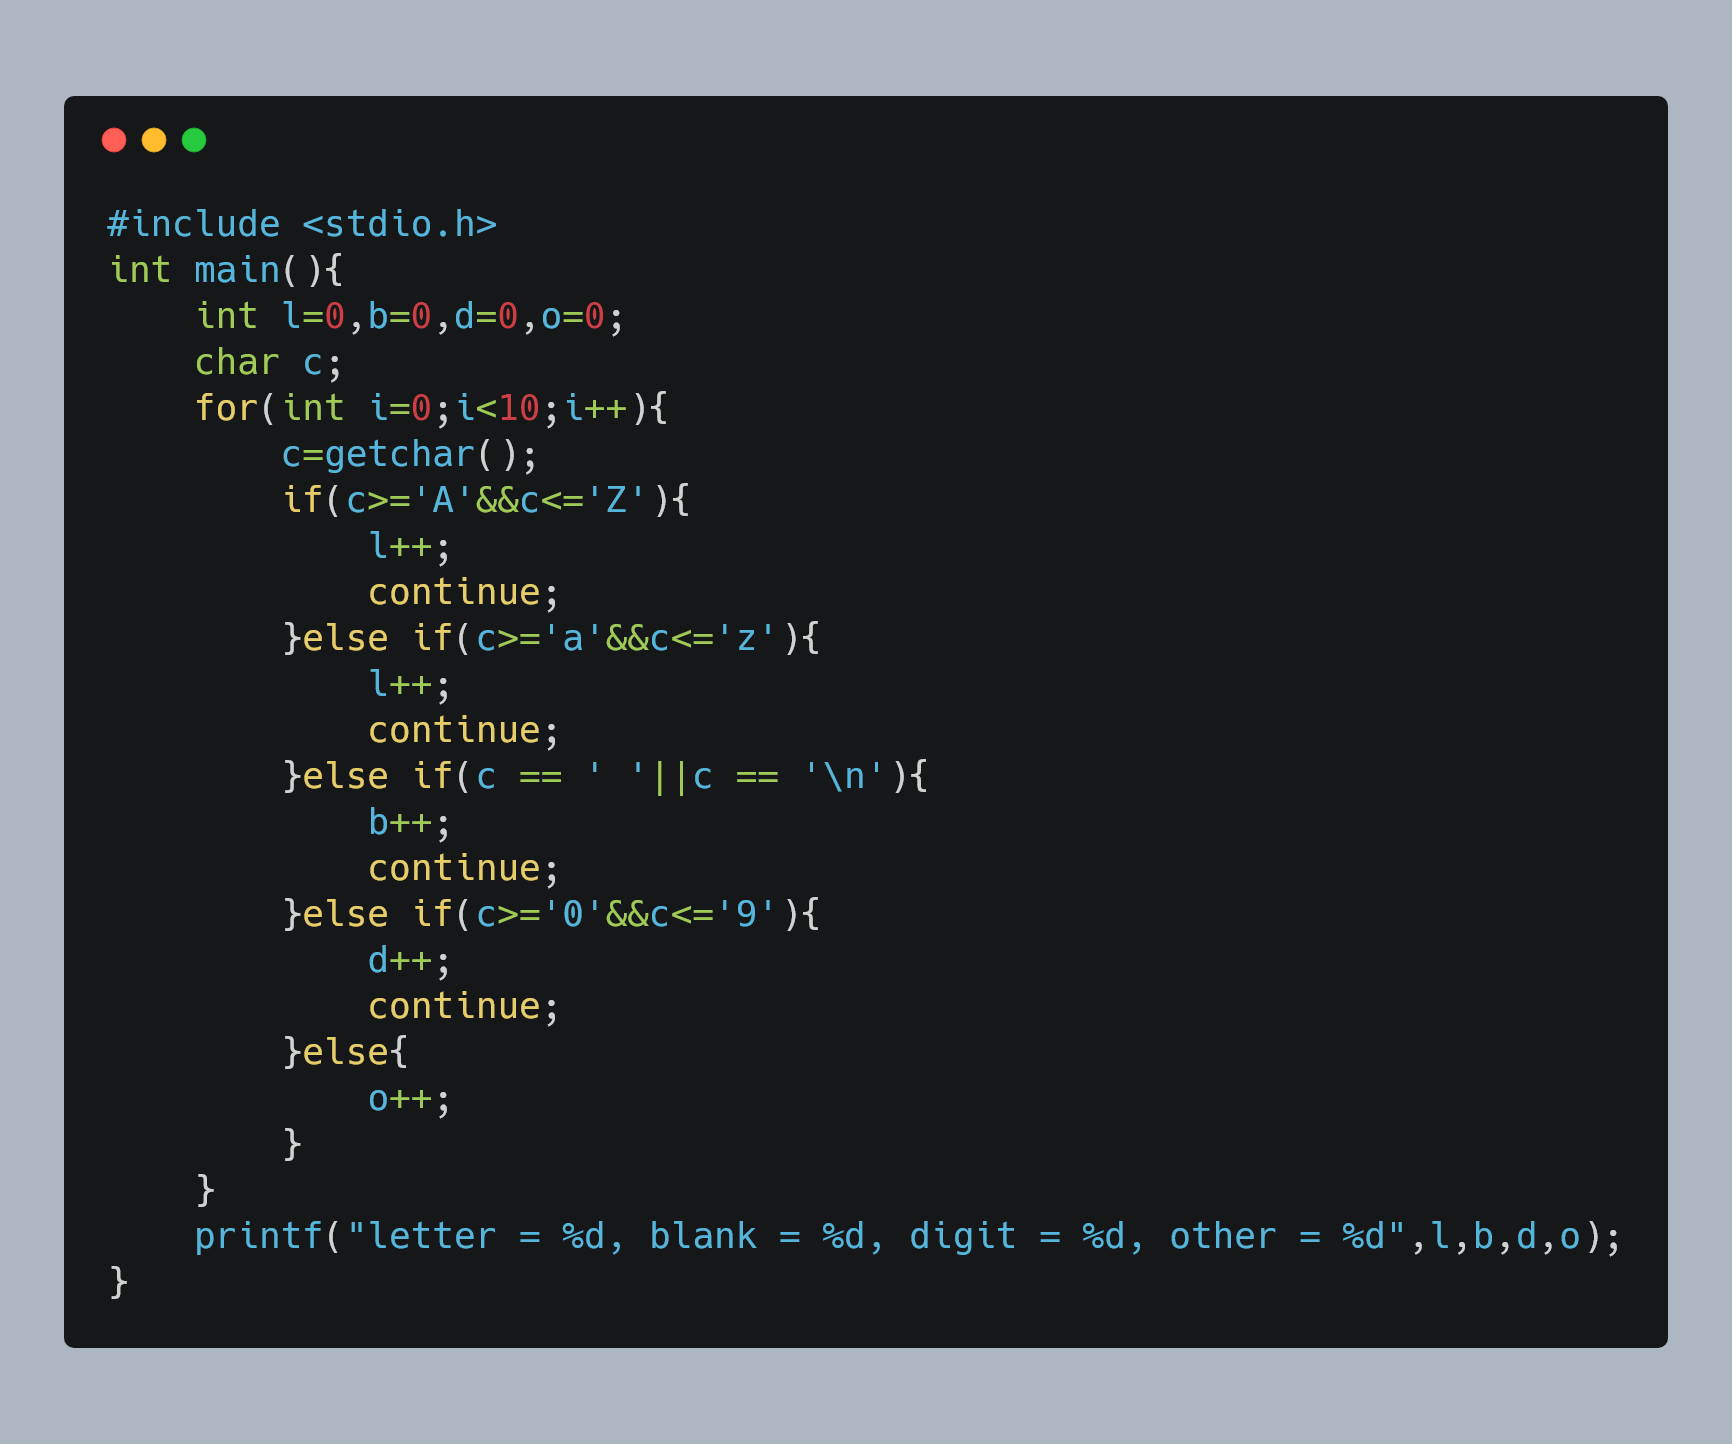 #include <stdio.h>
int main(){
    int l=0,b=0,d=0,o=0;
    char c;
    for(int i=0;i<10;i++){
        c=getchar();
        if(c>='A'&&c<='Z'){
            l++;
            continue;
        }else if(c>='a'&&c<='z'){
            l++;
            continue;
        }else if(c == ' '||c == '\n'){
            b++;
            continue;
        }else if(c>='0'&&c<='9'){
            d++;
            continue;
        }else{
            o++;
        }
    }
    printf("letter = %d, blank = %d, digit = %d, other = %d",l,b,d,o);
}